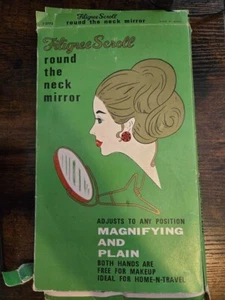 Filigree Scroll
round the neck mirror
Filigree Scroll
round
the
neck
mirror
ADJUSTS TO ANY POSITION
MAGNIFYING
AND
PLAIN
BOTH HANDS ARE
FREE FOR MAKEUP
IDEAL FOR HOME-N-TRAVEL